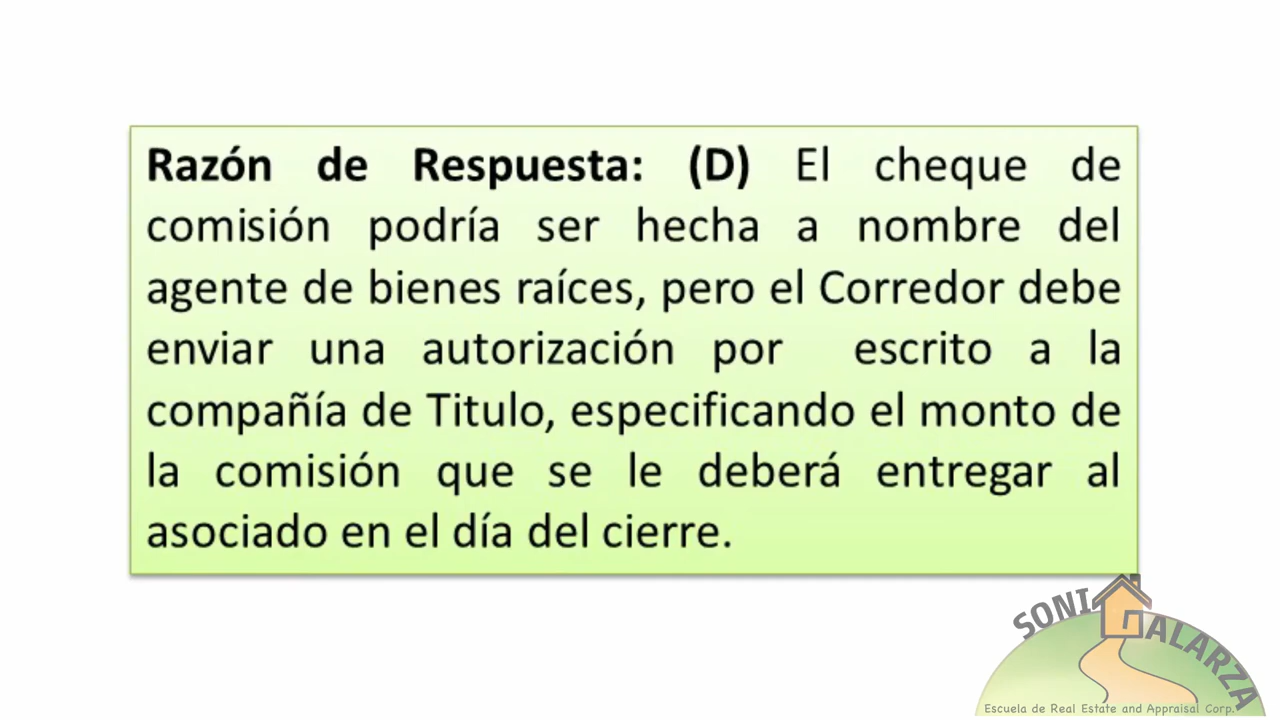 Razón de Respuesta: (D) El cheque de
comisión podría ser hecha a nombre del
agente de bienes raíces, pero el Corredor debe
enviar una autorización por escrito a la
compañía de Titulo, especificando el monto de
la comisión que se le deberá entregar al
asociado en el día del cierre.
SONI GALARZA
Escuela de Real Estate and Appraisal Corp.